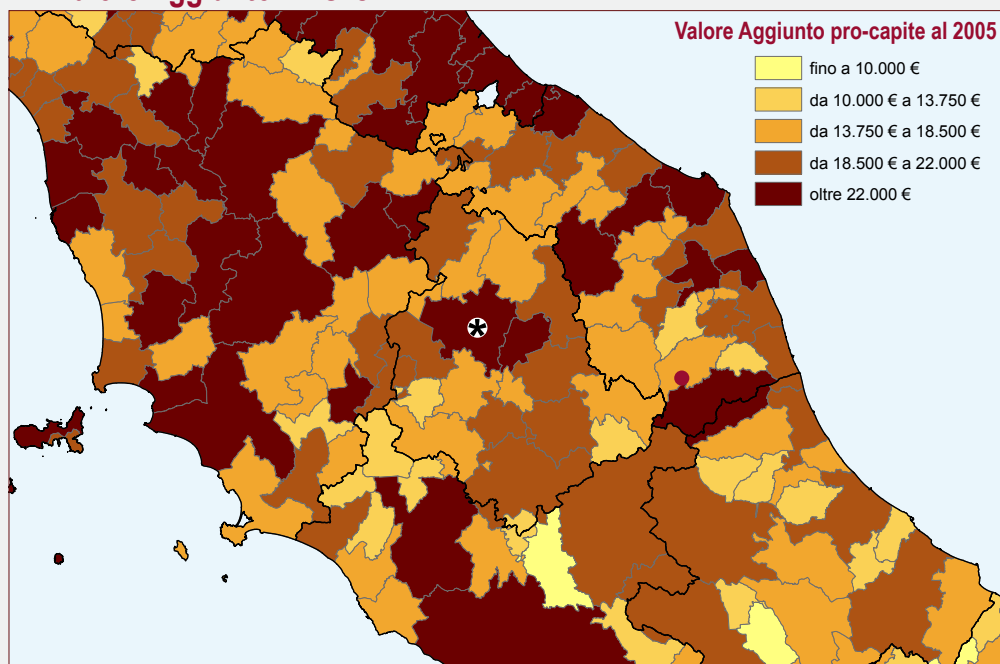 Valore Aggiunto pro-capite al 2005
fino a 10.000 €
da 10.000 € a 13.750 €
da 13.750 € a 18.500 €
da 18.500 € a 22.000 €
oltre 22.000 €